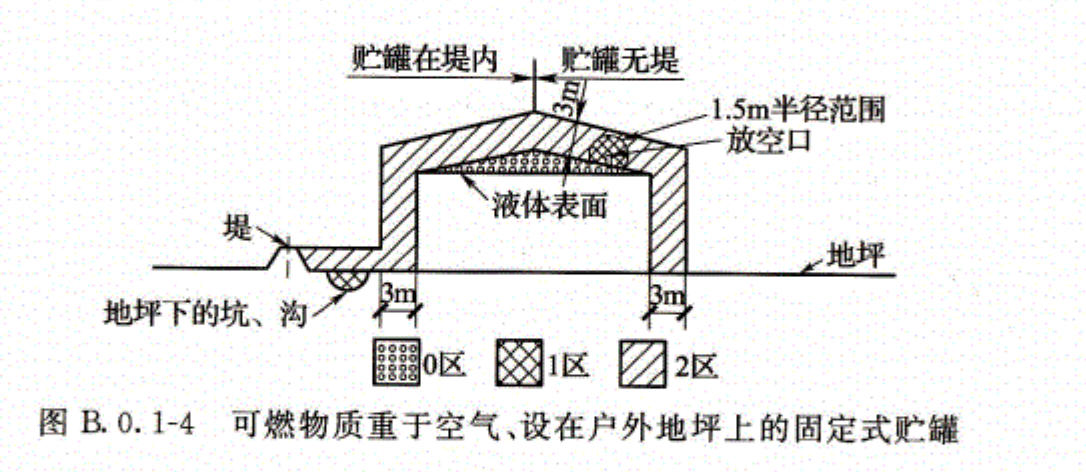 贮罐在堤内 贮罐无堤
3m
1.5m半径范围
放空口
液体表面
堤
地坪
地坪下的坑、沟
3m 3m
0区 1区 2区
图 B.0.1-4 可燃物质重于空气、设在户外地坪上的固定式贮罐